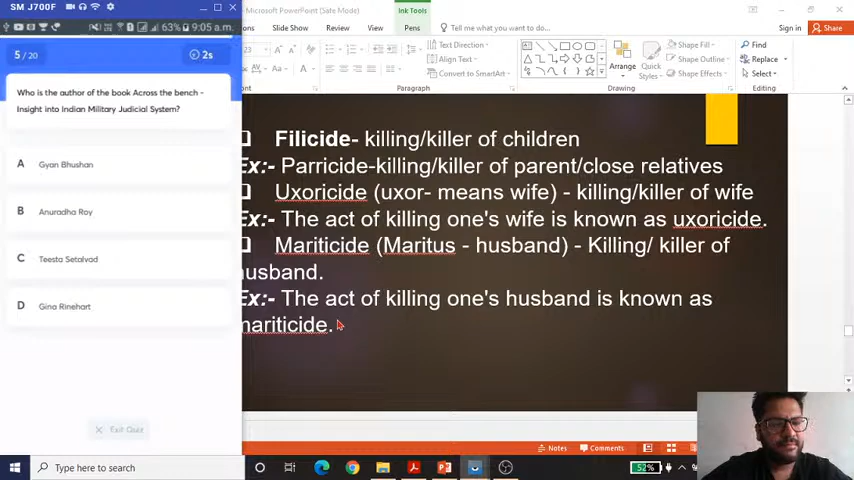 SM J700F
63% 9:05 a.m.
5 / 20
2s
Who is the author of the book Across the bench -
Insight into Indian Military Judicial System?
A Gyan Bhushan
B Anuradha Roy
C Teesta Setalvad
D Gina Rinehart
Exit Quiz
Microsoft PowerPoint (Safe Mode)
Ink Tools
Slide Show Review View Pens
Tell me what you want to do...
Sign in Share
Text Direction
Align Text
Convert to SmartArt
Paragraph
Arrange
Quick
Styles
Shape Fill
Shape Outline
Shape Effects
Drawing
Find
Replace
Select
Editing
Filicide- killing/killer of children
Ex:- Parricide-killing/killer of parent/close relatives
Uxoricide (uxor- means wife) - killing/killer of wife
Ex:- The act of killing one's wife is known as uxoricide.
Mariticide (Maritus - husband) - Killing/ killer of
husband.
Ex:- The act of killing one's husband is known as
mariticide.
Notes Comments
Type here to search
52%